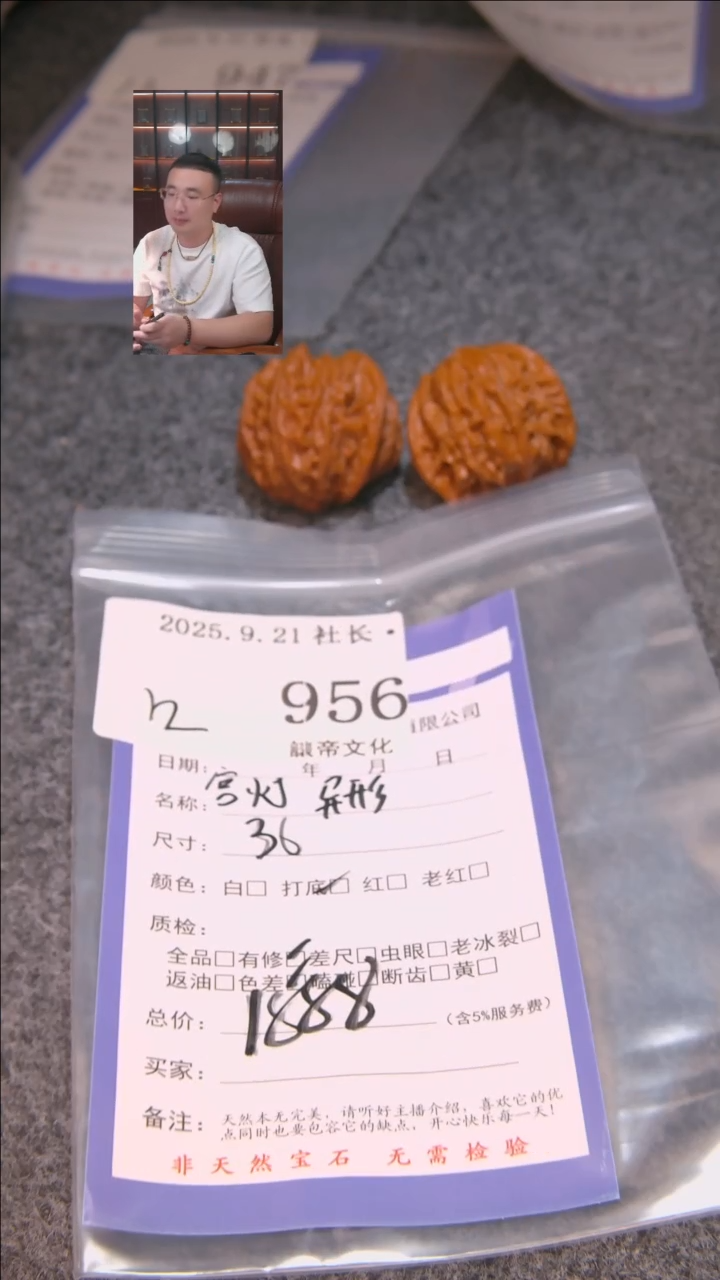 947
2025.9.21 社长·
12 956
有限公司
龍帝文化
日期: 年 月 日
名称: 宫灯 异形
尺寸: 36
颜色: 白□ 打底☑ 红□ 老红□
质检:
全品□有修☑差尺□虫眼□老冰裂□
返油□色差□磕碰□断齿□黄□
总价: 1888 (含5%服务费)
买家:
备注: 天然本无完美, 请听好主播介绍, 喜欢它的优
点同时也要包容它的缺点, 开心快乐每一天!
非天然宝石 无需检验